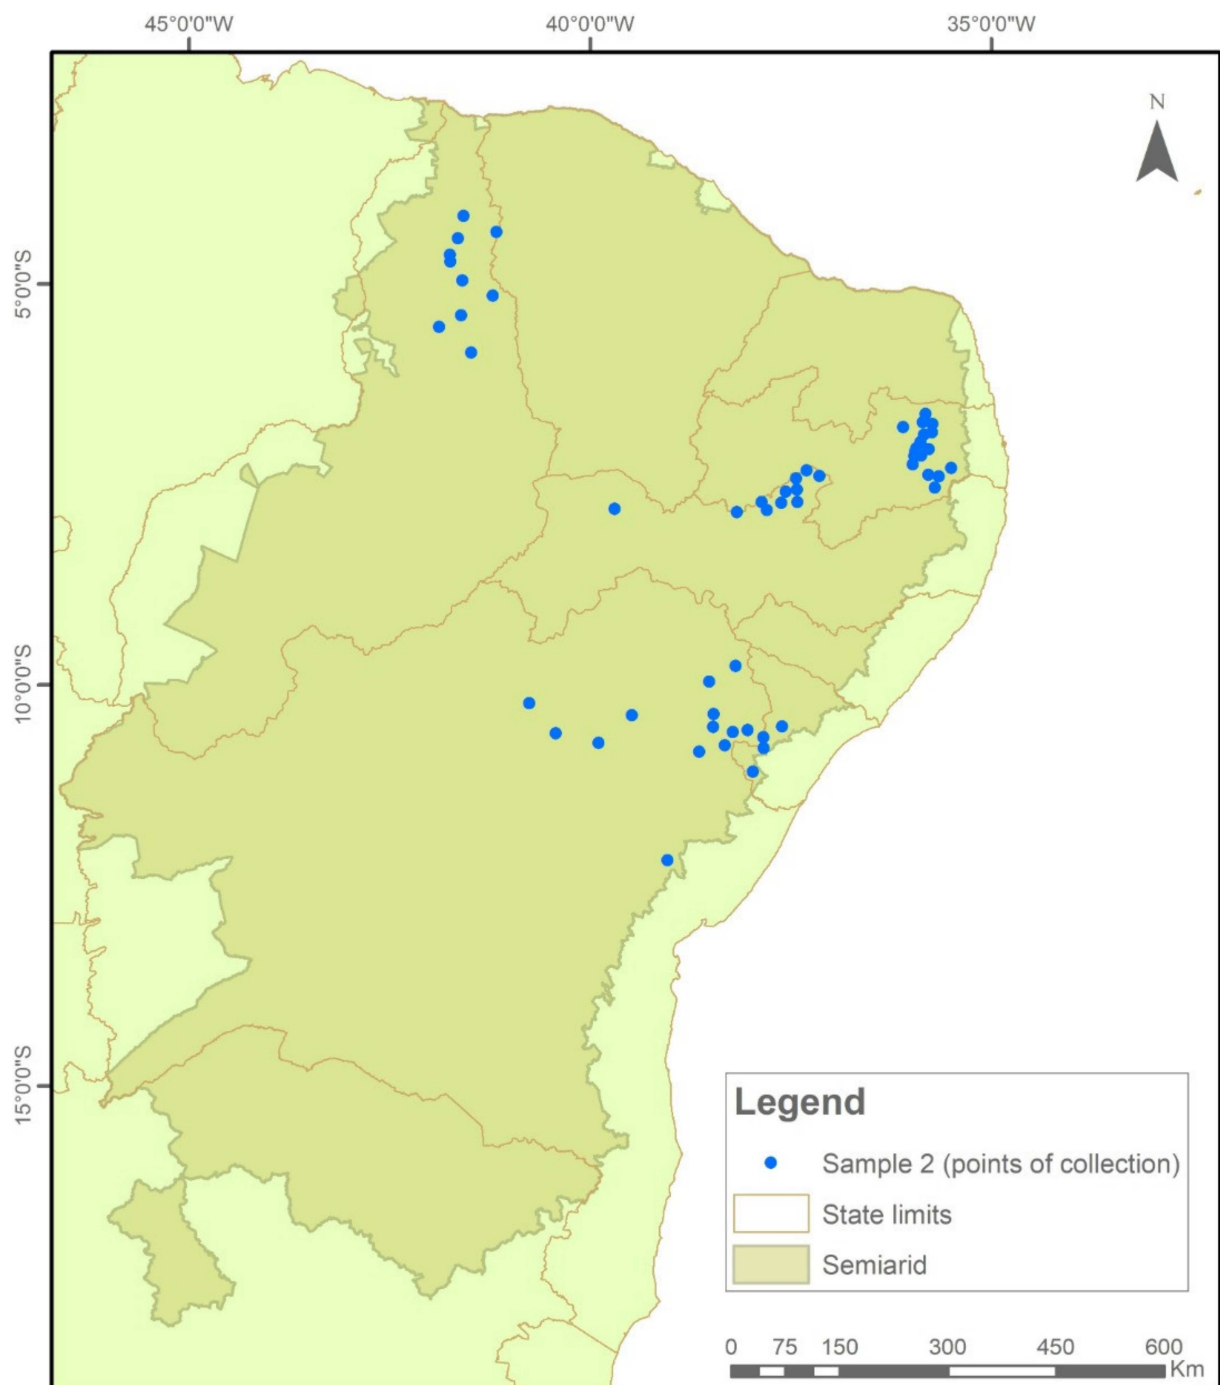 45°0'0"W 40°0'0"W 35°0'0"W
N
5°0'0"S
10°0'0"S
15°0'0"S
Legend
Sample 2 (points of collection)
State limits
Semiarid
0 75 150 300 450 600
Km